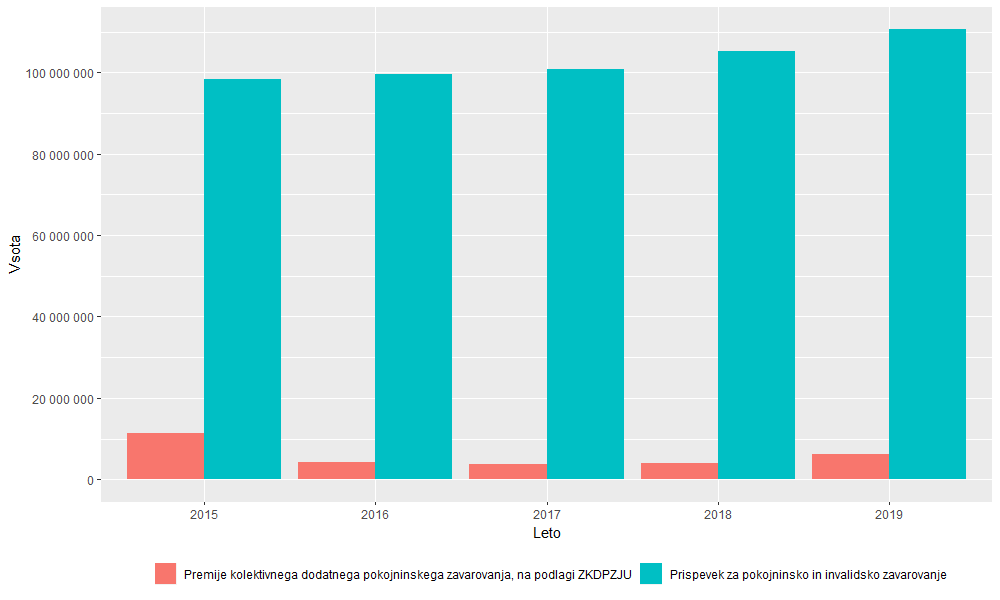 100 000 000
80 000 000
60 000 000
40 000 000
20 000 000
0
Vsota
2015 2016 2017 2018 2019
Leto
Premije kolektivnega dodatnega pokojninskega zavarovanja, na podlagi ZKDPZJU
Prispevek za pokojninsko in invalidsko zavarovanje